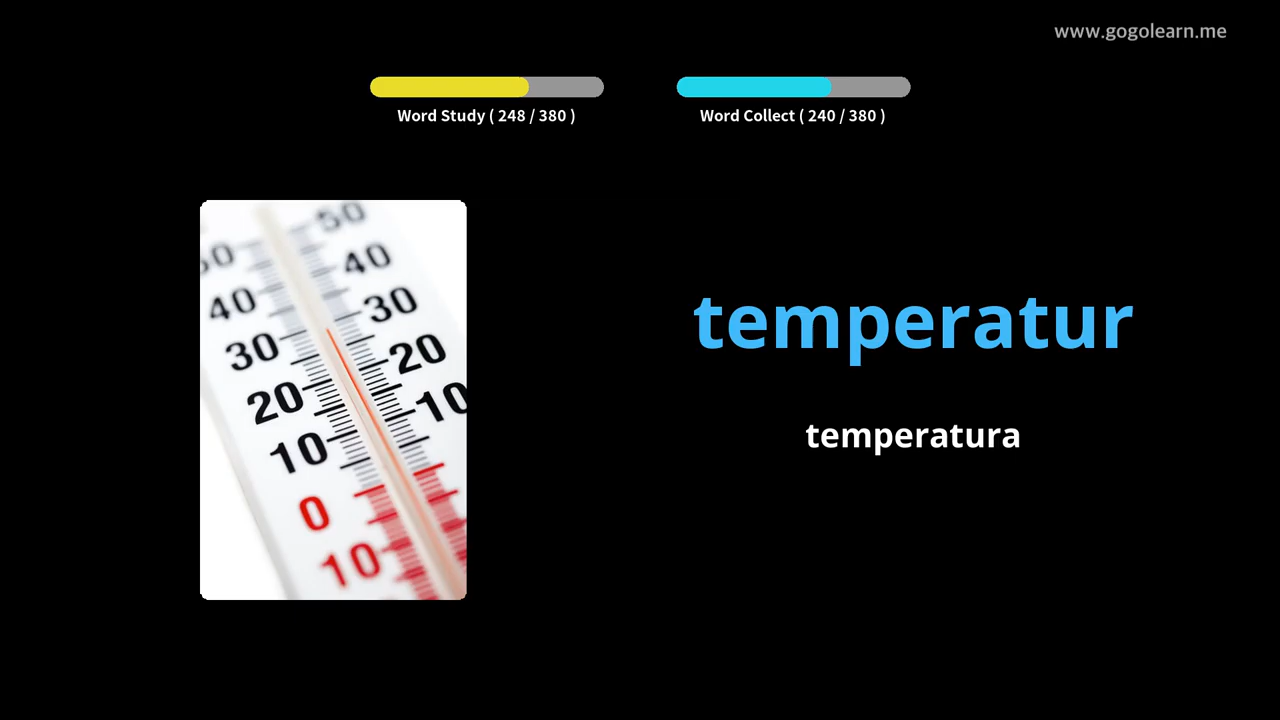 www.gogolearn.me
Word Study ( 248 / 380 )
Word Collect ( 240 / 380 )
50
50
40
40
30
30
20
20
10
10
0
10
temperatur
temperatura